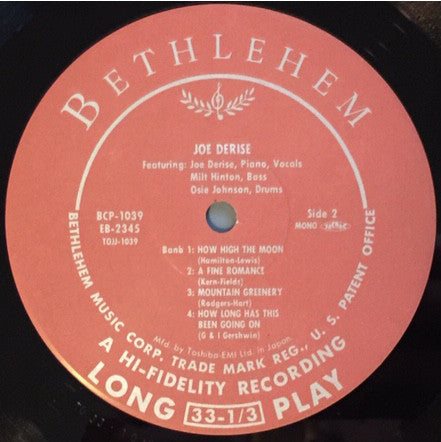 BETHLEHEM
JOE DERISE
Featuring: Joe Derise, Piano, Vocals
Milt Hinton, Bass
Osie Johnson, Drums
BCP-1039
EB-2345
TOJJ-1039
Side 2
MONO
Banb 1: HOW HIGH THE MOON
(Hamilton-Lewis)
2: A FINE ROMANCE
(Kern-Fields)
3: MOUNTAIN GREENERY
(Rodgers-Hart)
4: HOW LONG HAS THIS
BEEN GOING ON
(G & I Gershwin)
Mfd. by Toshiba-EMI Ltd. in Japan.
BETHLEHEM MUSIC CORP. TRADE MARK REG., U. S. PATENT OFFICE
A HI-FIDELITY RECORDING
LONG 33-1/3 PLAY